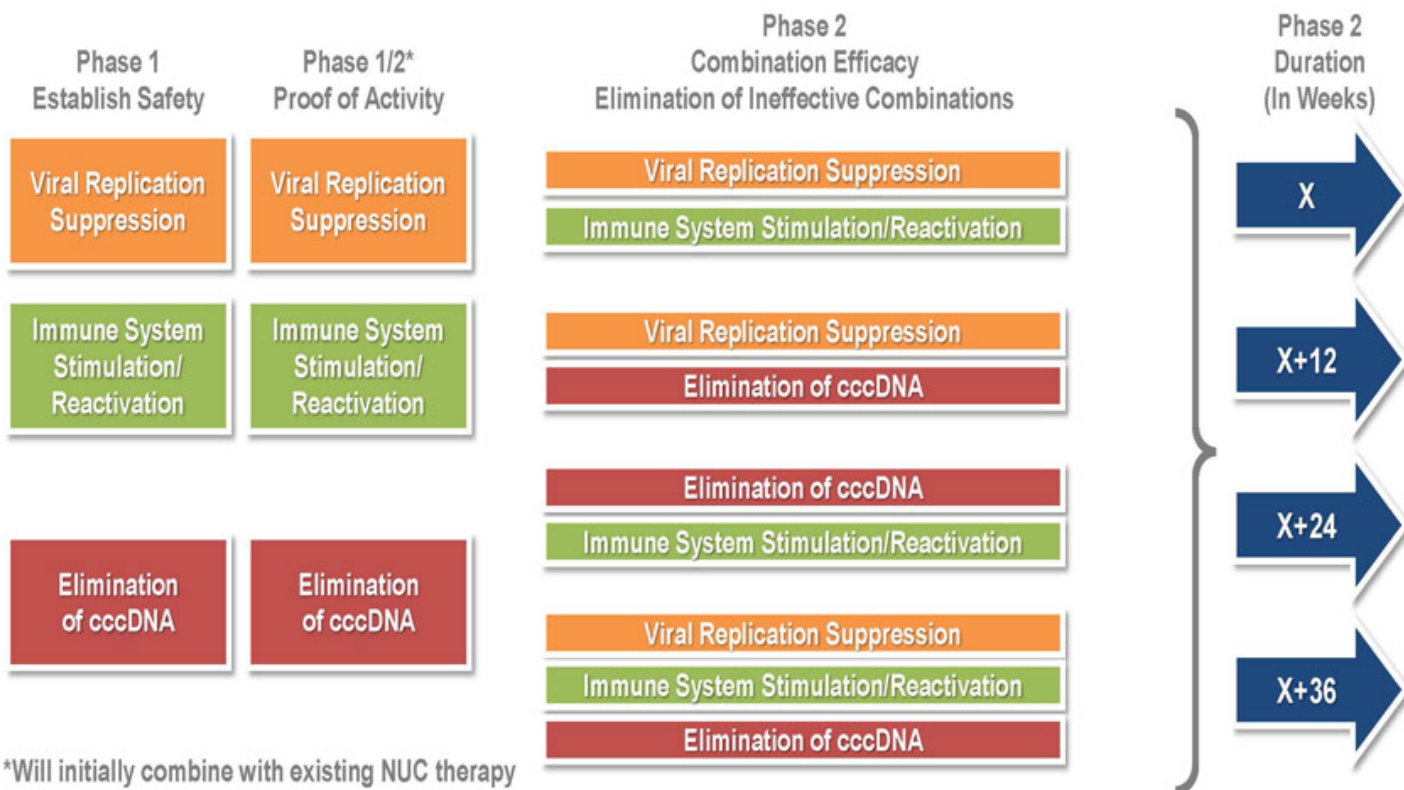 Phase 1
Establish Safety
Viral Replication
Suppression
Immune System
Stimulation/
Reactivation
Elimination
of cccDNA
Phase 1/2*
Proof of Activity
Viral Replication
Suppression
Immune System
Stimulation/
Reactivation
Elimination
of cccDNA
Phase 2
Combination Efficacy
Elimination of Ineffective Combinations
Viral Replication Suppression
Immune System Stimulation/Reactivation
Viral Replication Suppression
Elimination of cccDNA
Elimination of cccDNA
Immune System Stimulation/Reactivation
Viral Replication Suppression
Immune System Stimulation/Reactivation
Elimination of cccDNA
Phase 2
Duration
(In Weeks)
X
X+12
X+24
X+36
*Will initially combine with existing NUC therapy